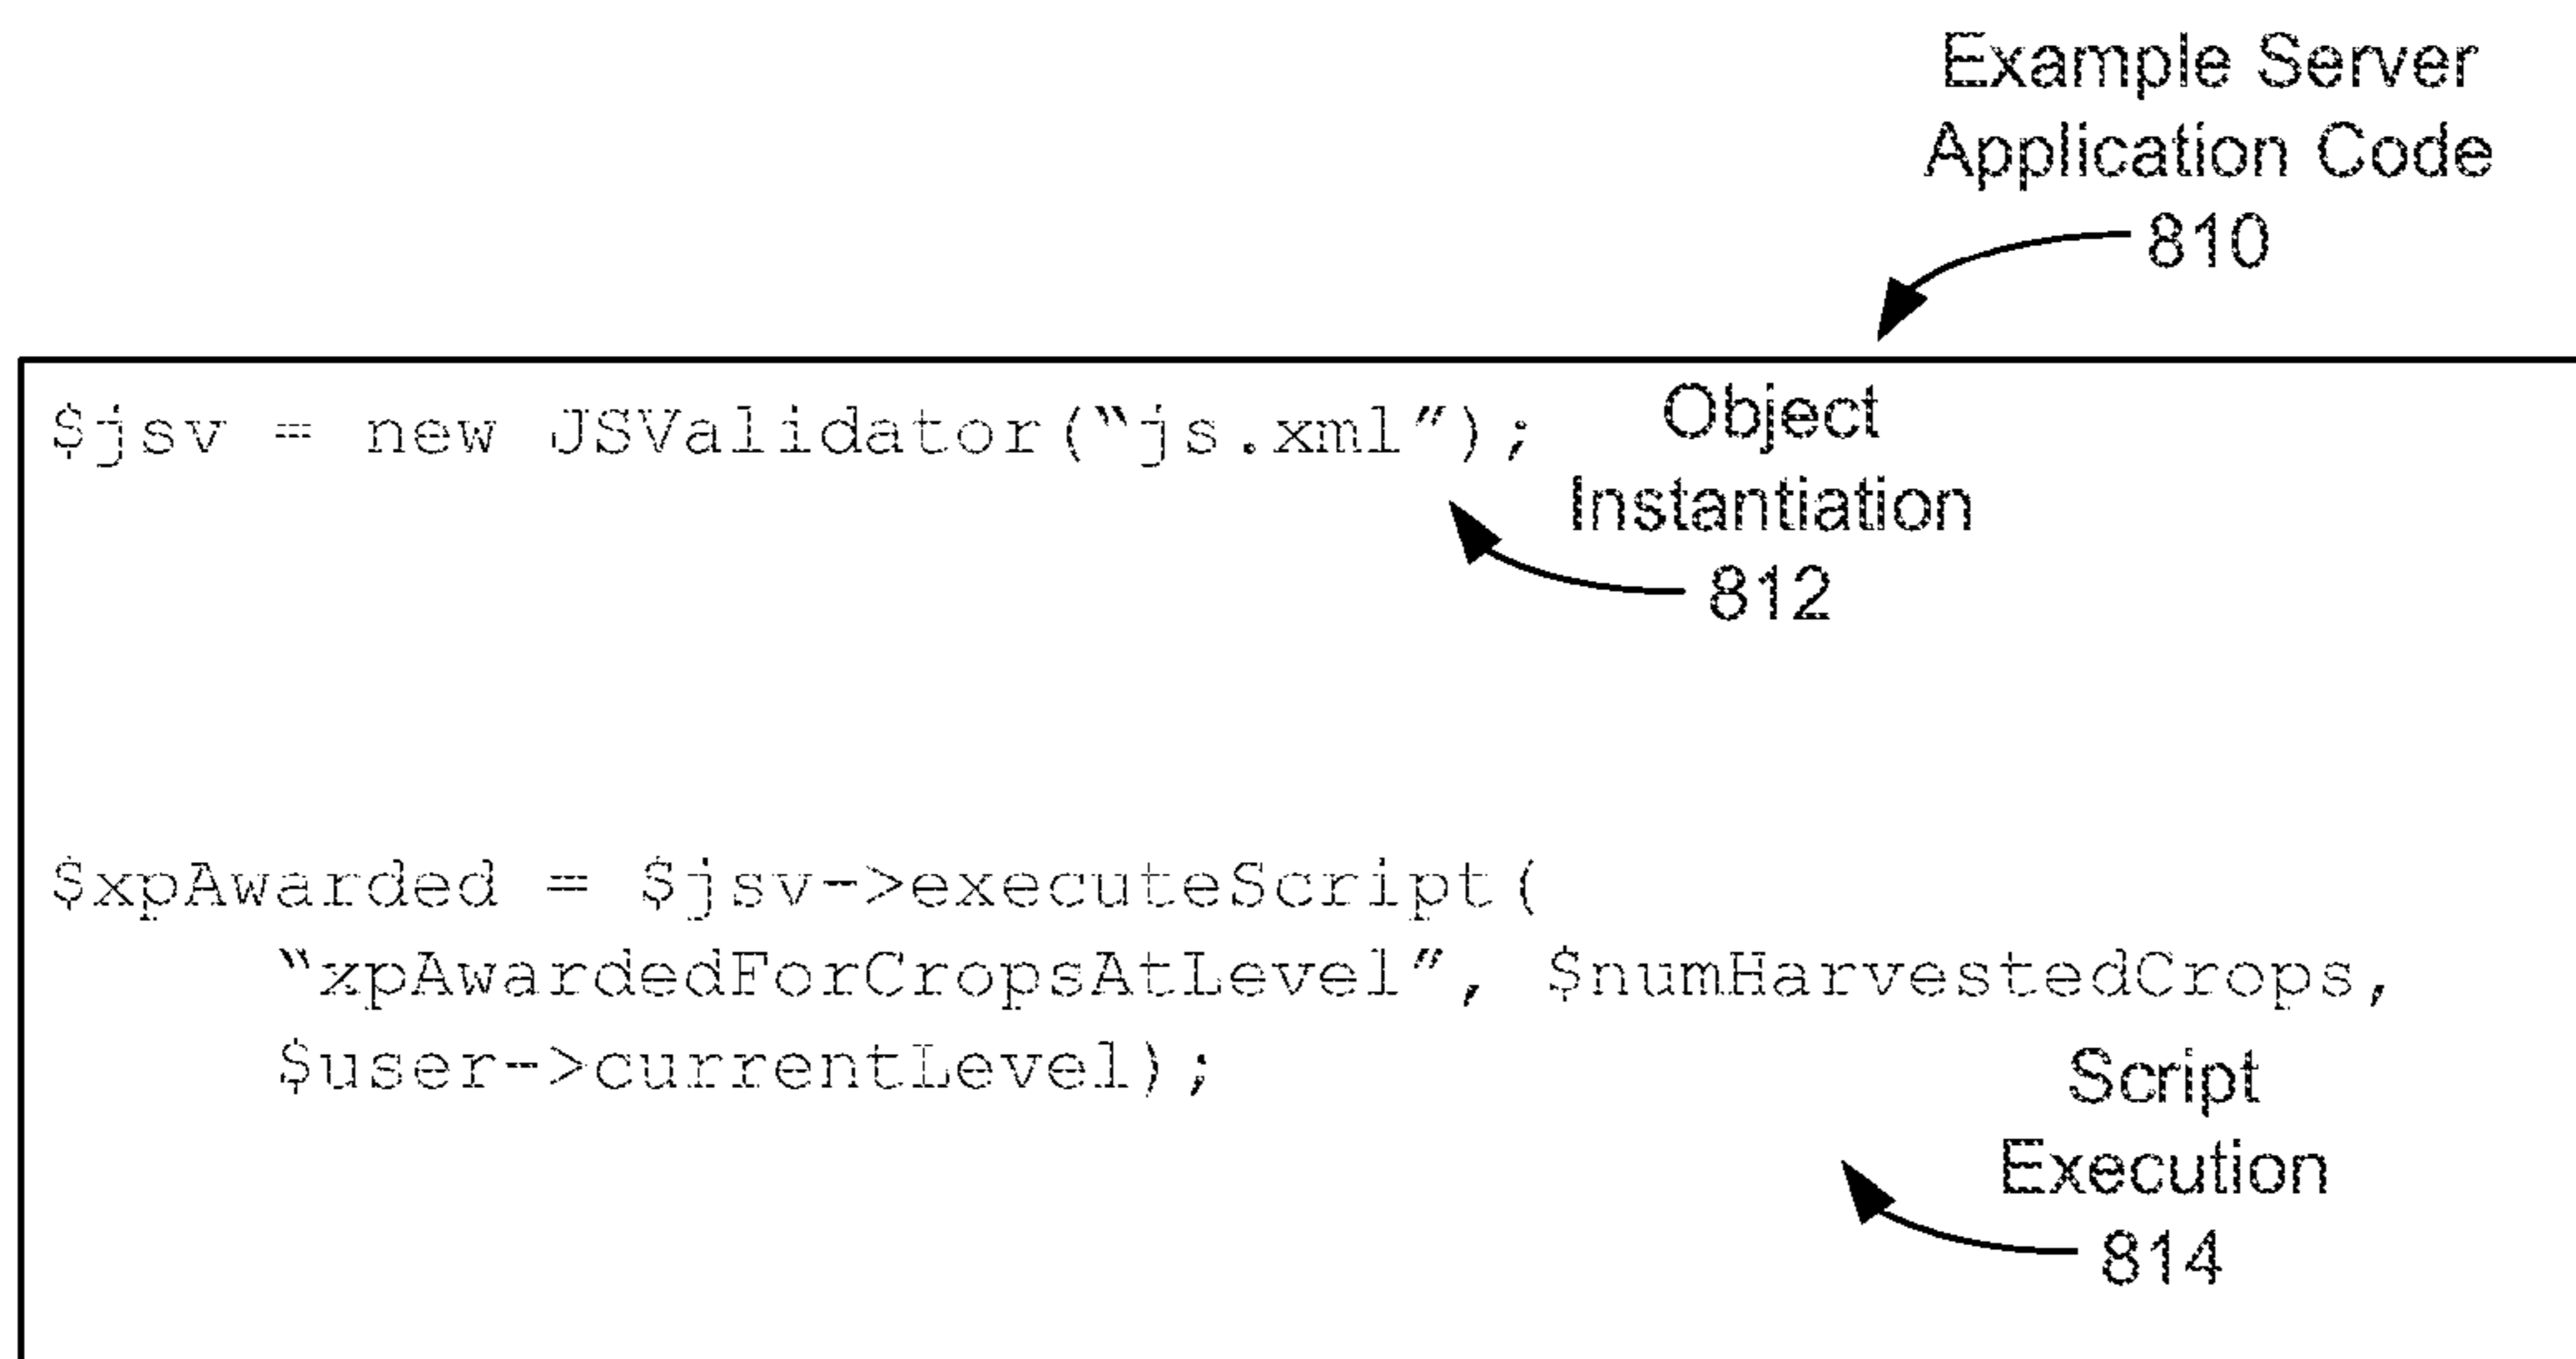 Example Server
Application Code
810
$jsv = new JSValidator(“js.xml”);
Object
Instantiation
812
$xpAwarded = $jsv->executeScript(
“xpAwardedForCropsAtLevel”, $numHarvestedCrops,
$user->currentLevel);
Script
Execution
814